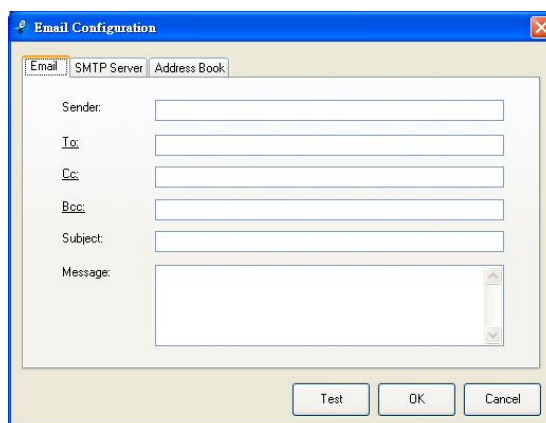 Email Configuration
Email SMTP Server Address Book
Sender:
To:
Cc:
Bcc:
Subject:
Message:
Test OK Cancel